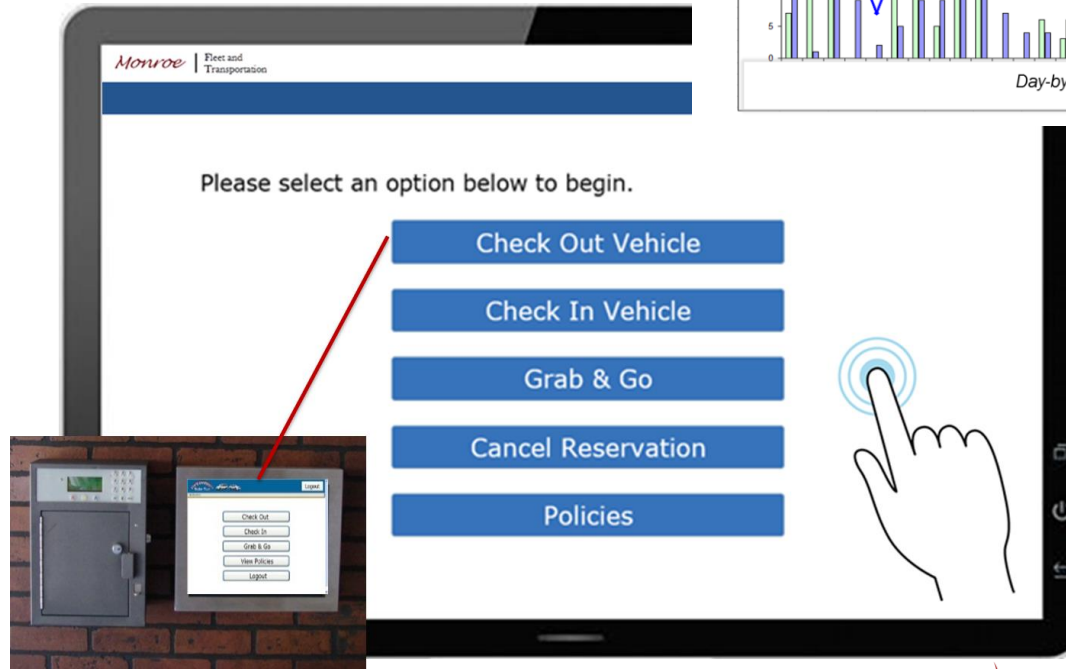 Monroe
Fleet and
Transportation
5
0
Day-by
Please select an option below to begin.
Check Out Vehicle
Check In Vehicle
Grab & Go
Cancel Reservation
Policies
Logout
Check Out
Check In
Grab & Go
View Policies
Logout